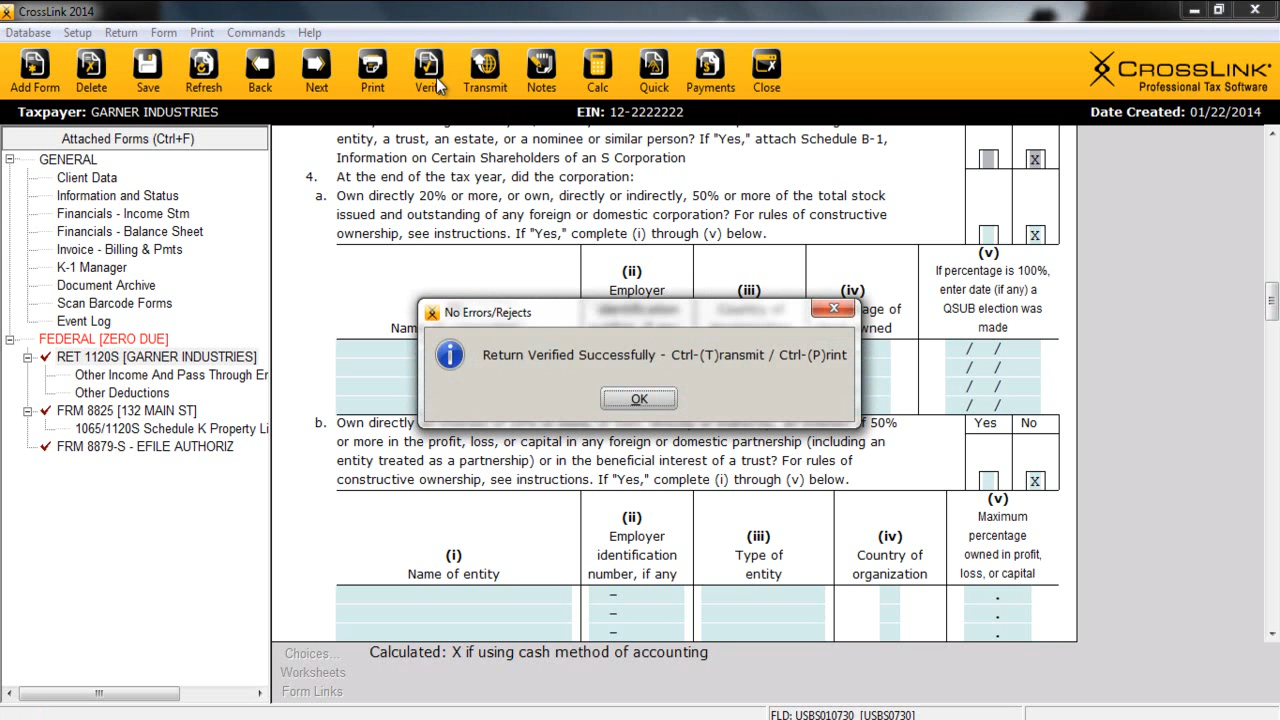 CrossLink 2014
Database Setup Return Form Print Commands Help
Add Form Delete Save Refresh Back Next Print Verify Transmit Notes Calc Quick Payments Close
CROSSLINK
Professional Tax Software
Taxpayer: GARNER INDUSTRIES EIN: 12-2222222 Date Created: 01/22/2014
Attached Forms (Ctrl+F)
GENERAL
Client Data
Information and Status
Financials - Income Stm
Financials - Balance Sheet
Invoice - Billing & Pmts
K-1 Manager
Document Archive
Scan Barcode Forms
Event Log
FEDERAL [ZERO DUE]
RET 1120S [GARNER INDUSTRIES]
Other Income And Pass Through Er
Other Deductions
FRM 8825 [132 MAIN ST]
1065/1120S Schedule K Property Li
FRM 8879-S - EFILE AUTHORIZ
entity, a trust, an estate, or a nominee or similar person? If "Yes," attach Schedule B-1,
Information on Certain Shareholders of an S Corporation X
4. At the end of the tax year, did the corporation:
a. Own directly 20% or more, or own, directly or indirectly, 50% or more of the total stock
issued and outstanding of any foreign or domestic corporation? For rules of constructive
ownership, see instructions. If "Yes," complete (i) through (v) below. X
(ii)
Employer
(iii)
(iv)
(v)
If percentage is 100%,
enter date (if any) a
QSUB election was
made
/ /
/ /
/ /
/ /
No Errors/Rejects
Return Verified Successfully - Ctrl-(T)ransmit / Ctrl-(P)rint
OK
b. Own directly
50% Yes No
or more in the profit, loss, or capital in any foreign or domestic partnership (including an
entity treated as a partnership) or in the beneficial interest of a trust? For rules of
constructive ownership, see instructions. If "Yes," complete (i) through (v) below. X
(i)
Name of entity
(ii)
Employer
identification
number, if any
(iii)
Type of
entity
(iv)
Country of
organization
(v)
Maximum
percentage
owned in profit,
loss, or capital
– .
– .
– .
Choices...
Worksheets
Form Links
Calculated: X if using cash method of accounting
FLD: USBS010730 [USBS0730]